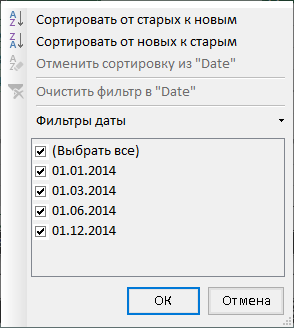 Сортировать от старых к новым
Сортировать от новых к старым
Отменить сортировку из "Date"
Очистить фильтр в "Date"
Фильтры даты
(Выбрать все)
01.01.2014
01.03.2014
01.06.2014
01.12.2014
ОК
Отмена